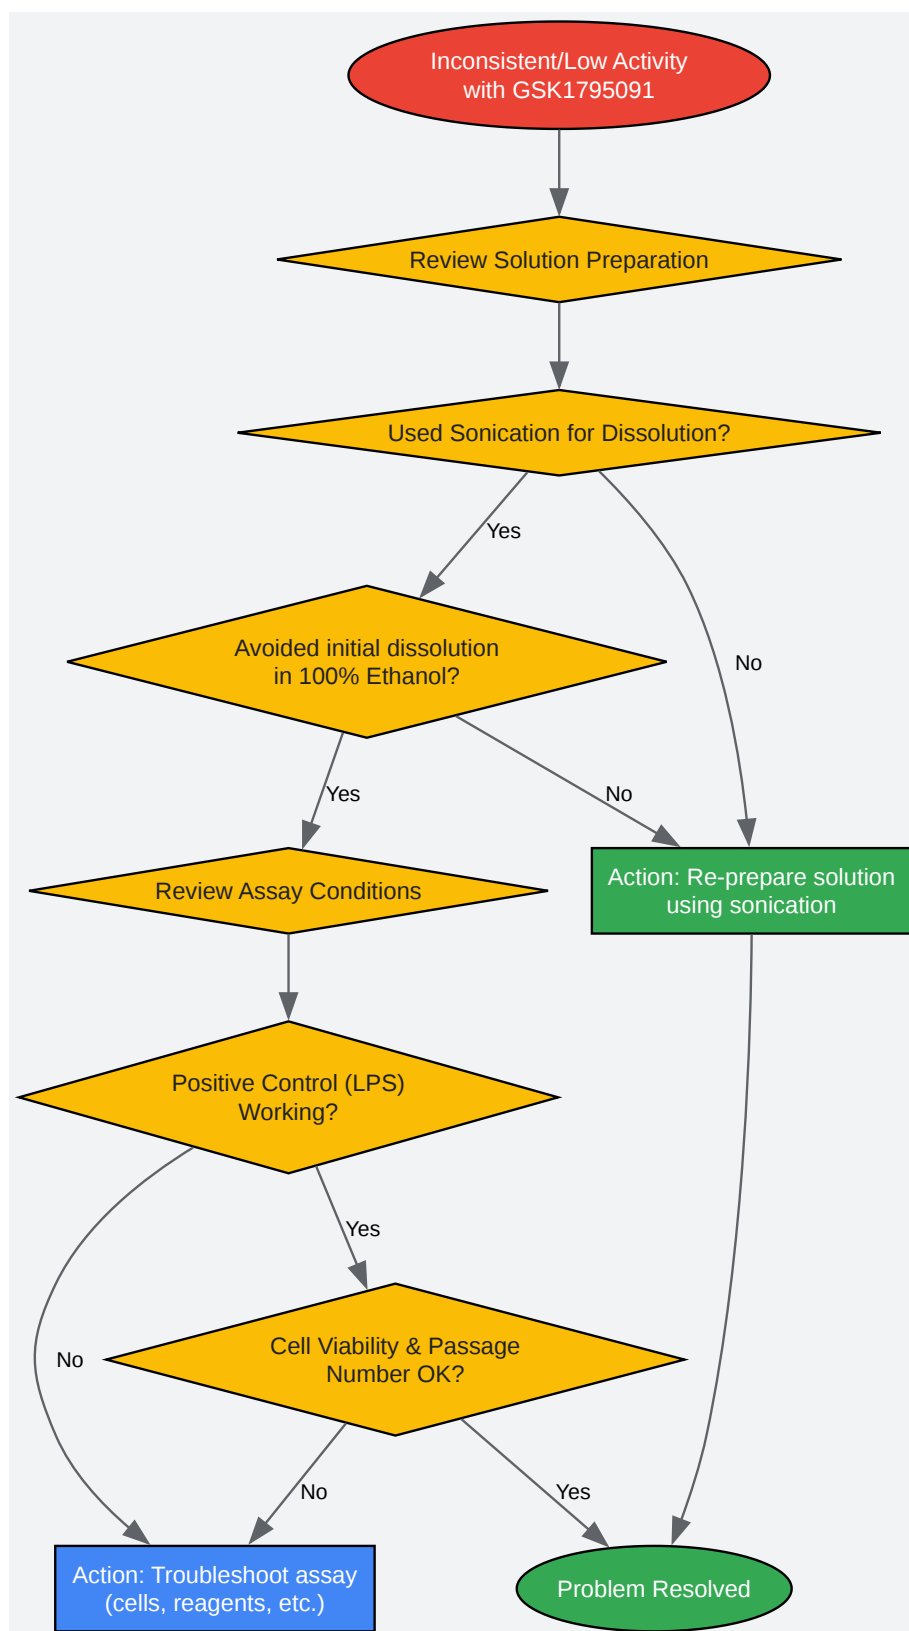 Inconsistent/Low Activity
with GSK1795091
Review Solution Preparation
Used Sonication for Dissolution?
Yes
No
Avoided initial dissolution
in 100% Ethanol?
Yes
No
Review Assay Conditions
Action: Re-prepare solution
using sonication
Positive Control (LPS)
Working?
Yes
No
Cell Viability & Passage
Number OK?
No
Yes
Action: Troubleshoot assay
(cells, reagents, etc.)
Problem Resolved